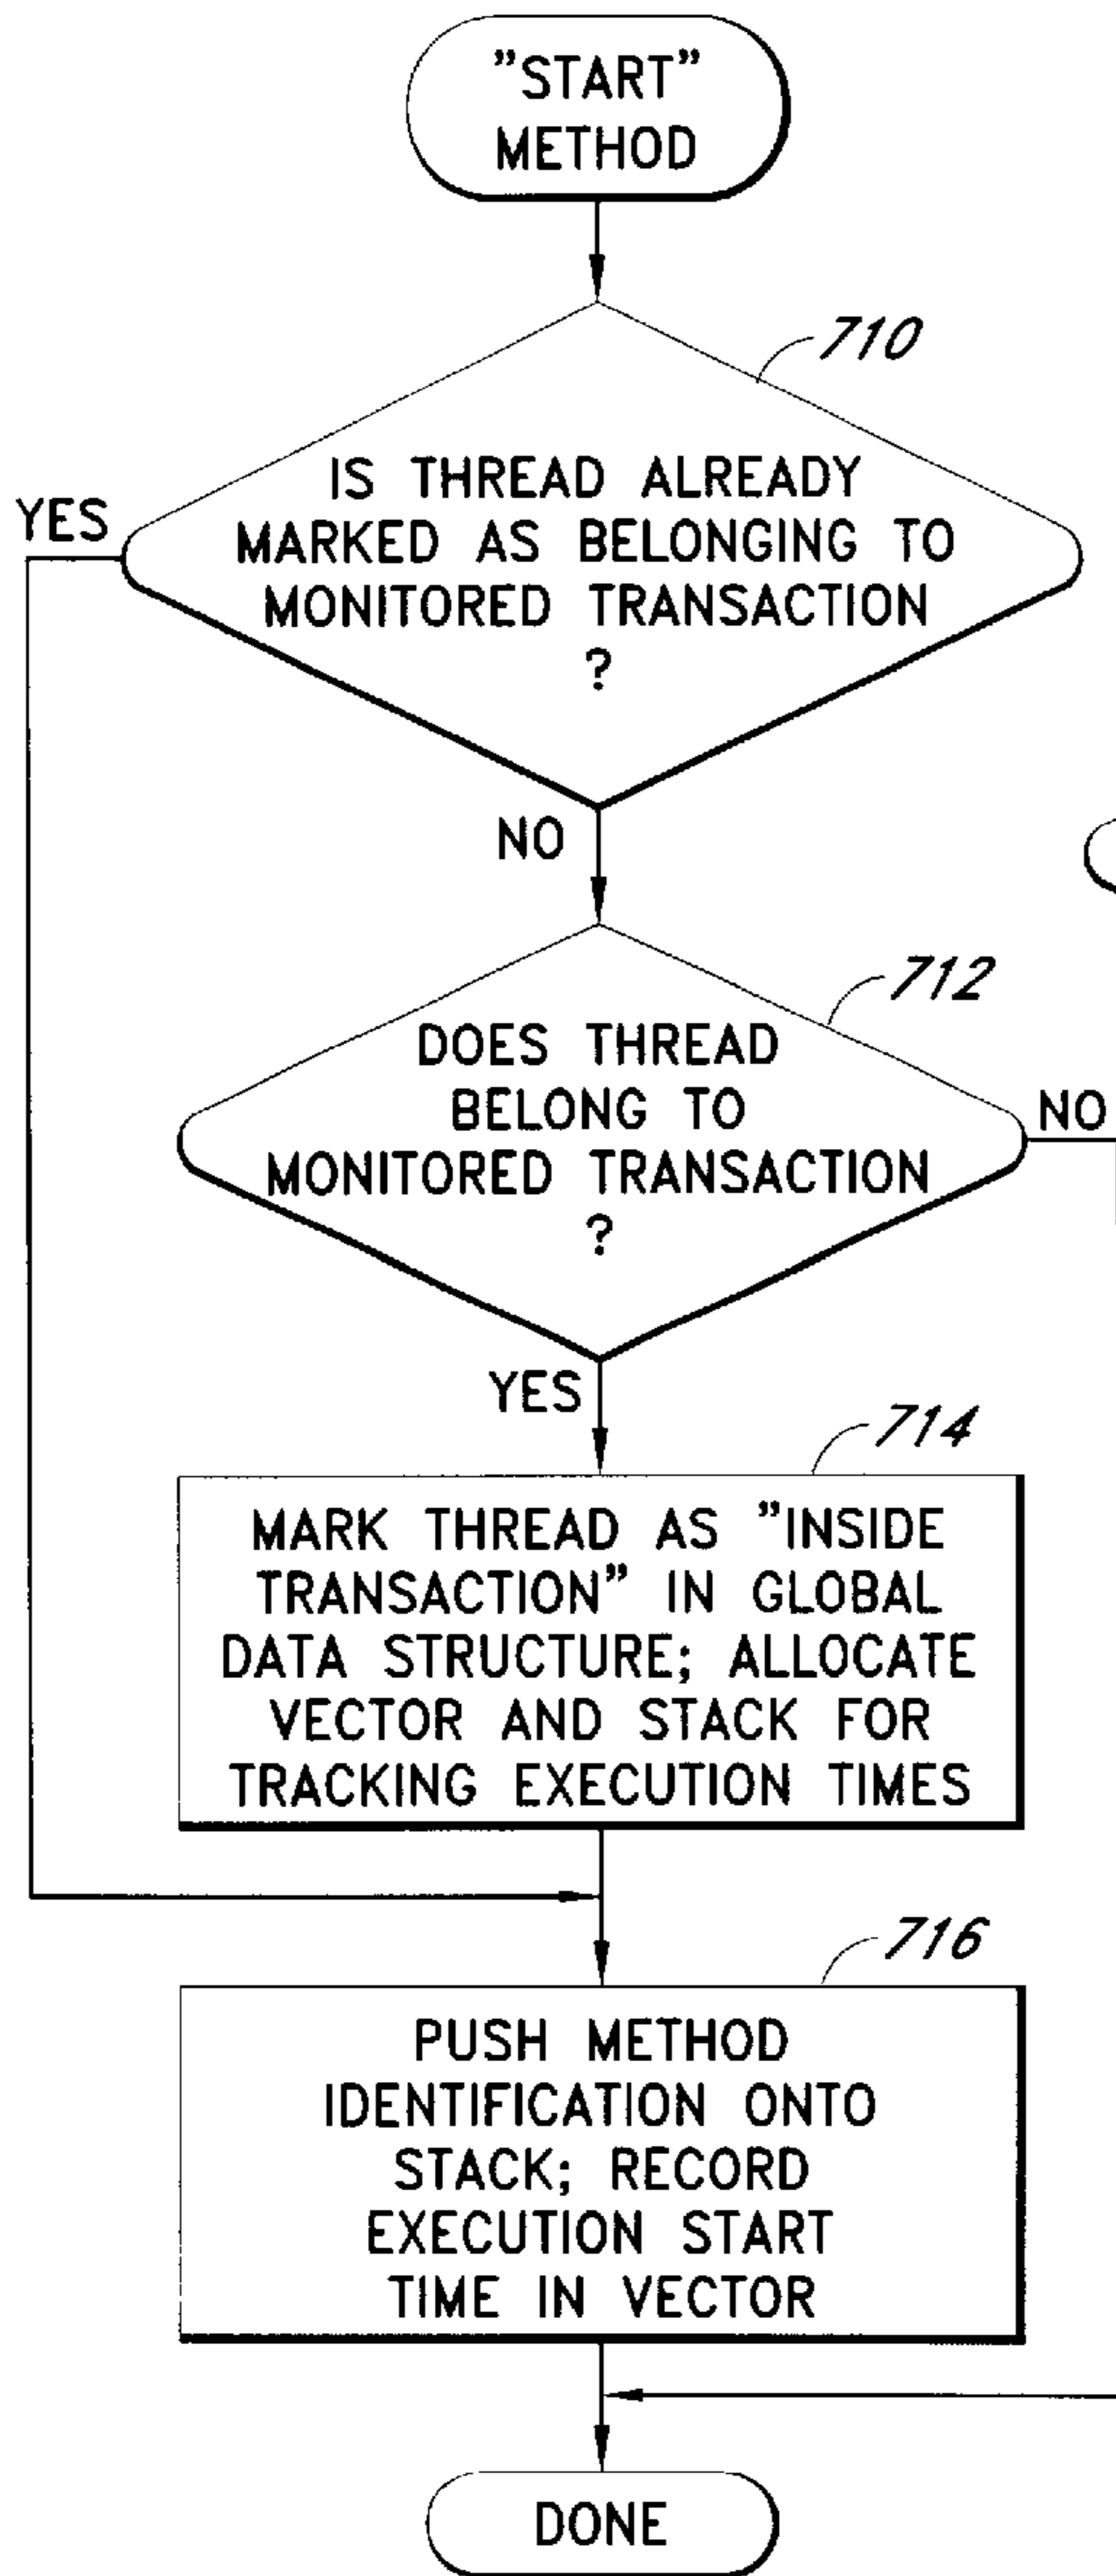 "START"
METHOD
710
IS THREAD ALREADY
YES
MARKED AS BELONGING TO
MONITORED TRANSACTION
?
NO
712
DOES THREAD
BELONG TO
NO
MONITORED TRANSACTION
?
YES
714
MARK THREAD AS "INSIDE
TRANSACTION" IN GLOBAL
DATA STRUCTURE; ALLOCATE
VECTOR AND STACK FOR
TRACKING EXECUTION TIMES
716
PUSH METHOD
IDENTIFICATION ONTO
STACK; RECORD
EXECUTION START
TIME IN VECTOR
DONE